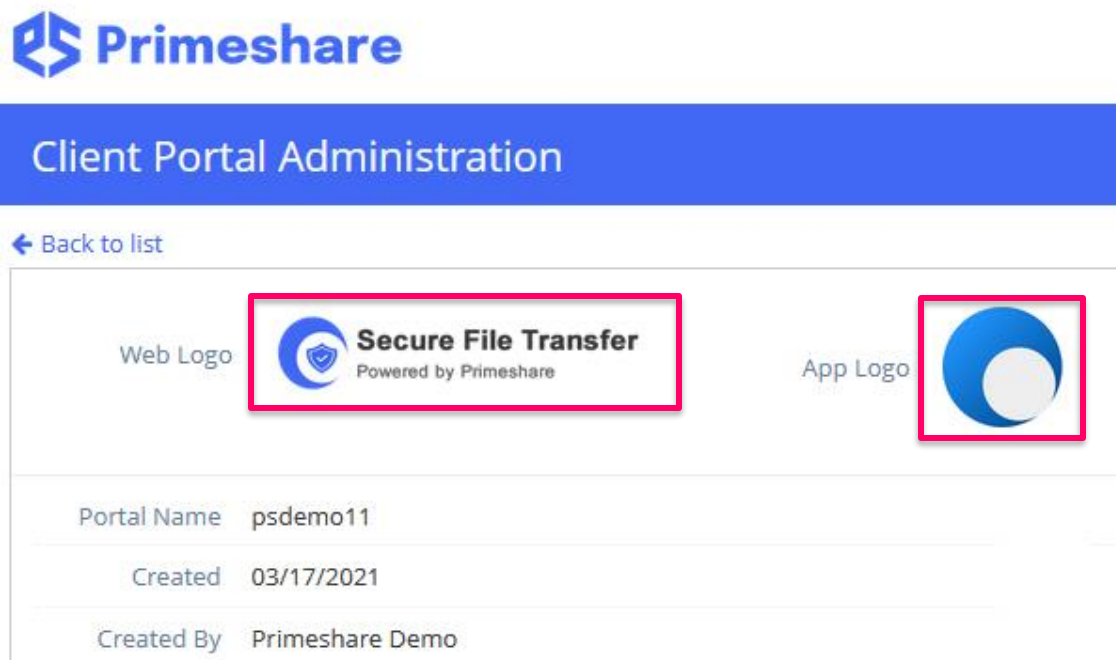 Primeshare
Client Portal Administration
Back to list
Web Logo
Secure File Transfer
Powered by Primeshare
App Logo
Portal Name psdemo11
Created 03/17/2021
Created By Primeshare Demo